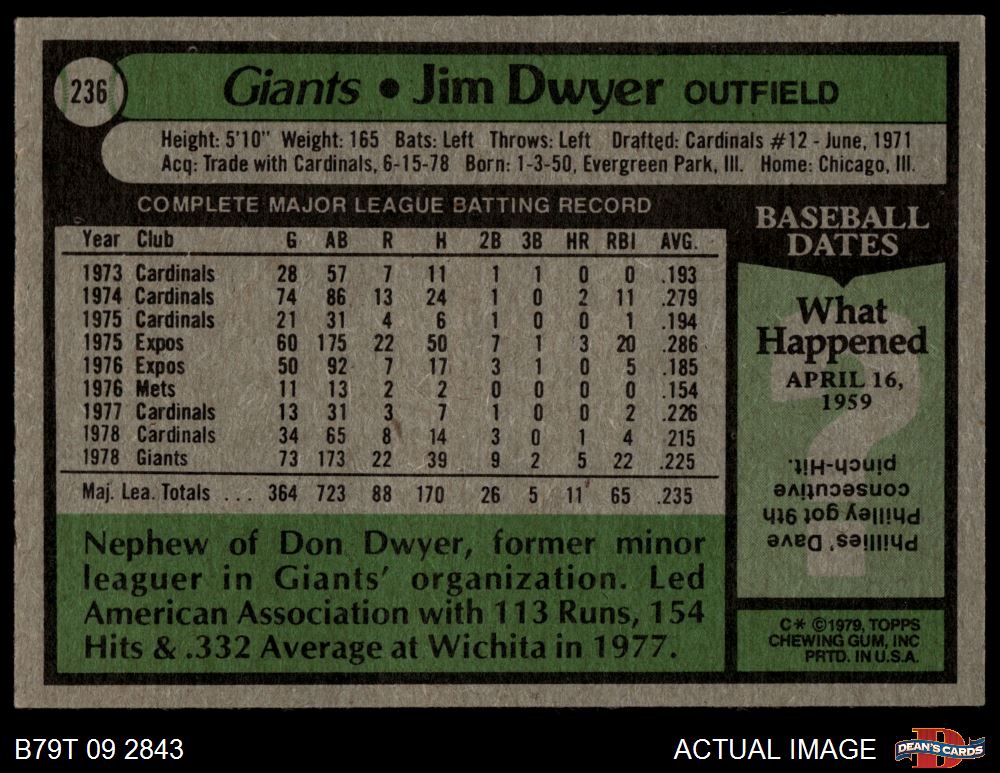 236
Giants • Jim Dwyer OUTFIELD
Height: 5'10" Weight: 165 Bats: Left Throws: Left Drafted: Cardinals #12 - June, 1971
Acq: Trade with Cardinals, 6-15-78 Born: 1-3-50, Evergreen Park, Ill. Home: Chicago, Ill.
COMPLETE MAJOR LEAGUE BATTING RECORD
Year Club G AB R H 2B 3B HR RBI AVG.
1973 Cardinals 28 57 7 11 1 1 0 0 .193
1974 Cardinals 74 86 13 24 1 0 2 11 .279
1975 Cardinals 21 31 4 6 1 0 0 1 .194
1975 Expos 60 175 22 50 7 1 3 20 .286
1976 Expos 50 92 7 17 3 1 0 5 .185
1976 Mets 11 13 2 2 0 0 0 0 .154
1977 Cardinals 13 31 3 7 1 0 0 2 .226
1978 Cardinals 34 65 8 14 3 0 1 4 215
1978 Giants 73 173 22 39 9 2 5 22 .225
Maj. Lea. Totals ... 364 723 88 170 26 5 11 65 .235
Nephew of Don Dwyer, former minor
leaguer in Giants' organization. Led
American Association with 113 Runs, 154
Hits & .332 Average at Wichita in 1977.
BASEBALL
DATES
What
Happened
APRIL 16,
1959
?
Phillies' Dave
Philley got 9th
consecutive
pinch-Hit.
C* ©1979, TOPPS
CHEWING GUM, INC
PRTD. IN U.S.A.
B79T 09 2843
ACTUAL IMAGE
D
DEAN'S CARDS